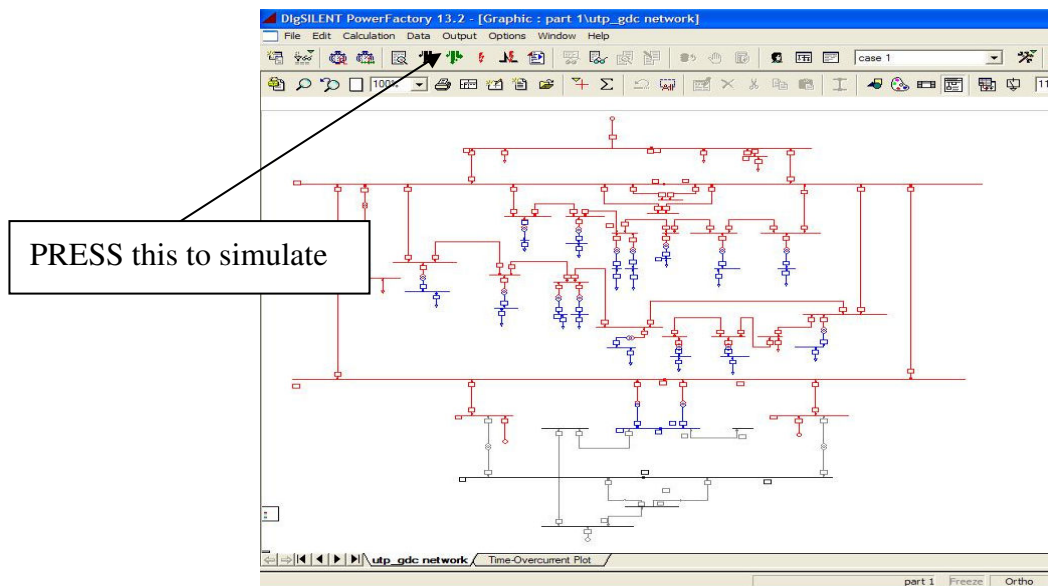 DIgSILENT PowerFactory 13.2 - [Graphic : part 1\utp_gdc network]
File Edit Calculation Data Output Options Window Help
case 1
100%
11
PRESS this to simulate
utp_gdc network Time-Overcurrent Plot
part 1 Freeze Ortho